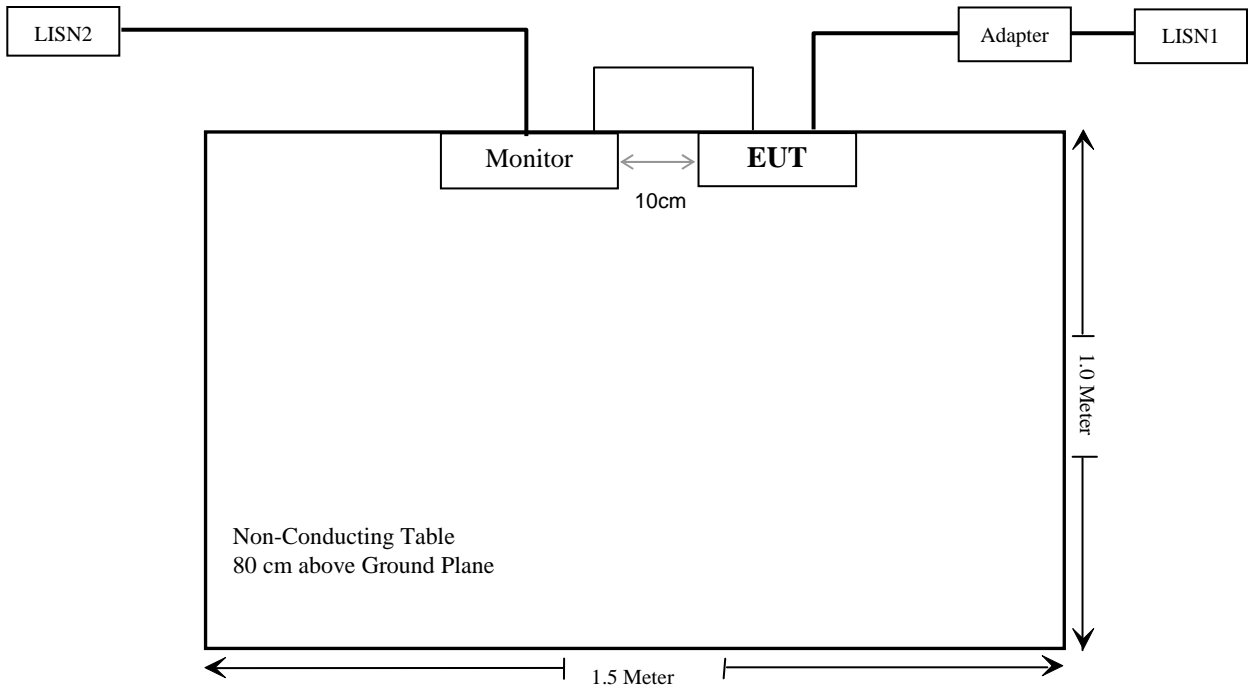 LISN2
Adapter
LISN1
Monitor
EUT
10cm
1.0 Meter
Non-Conducting Table
80 cm above Ground Plane
1.5 Meter